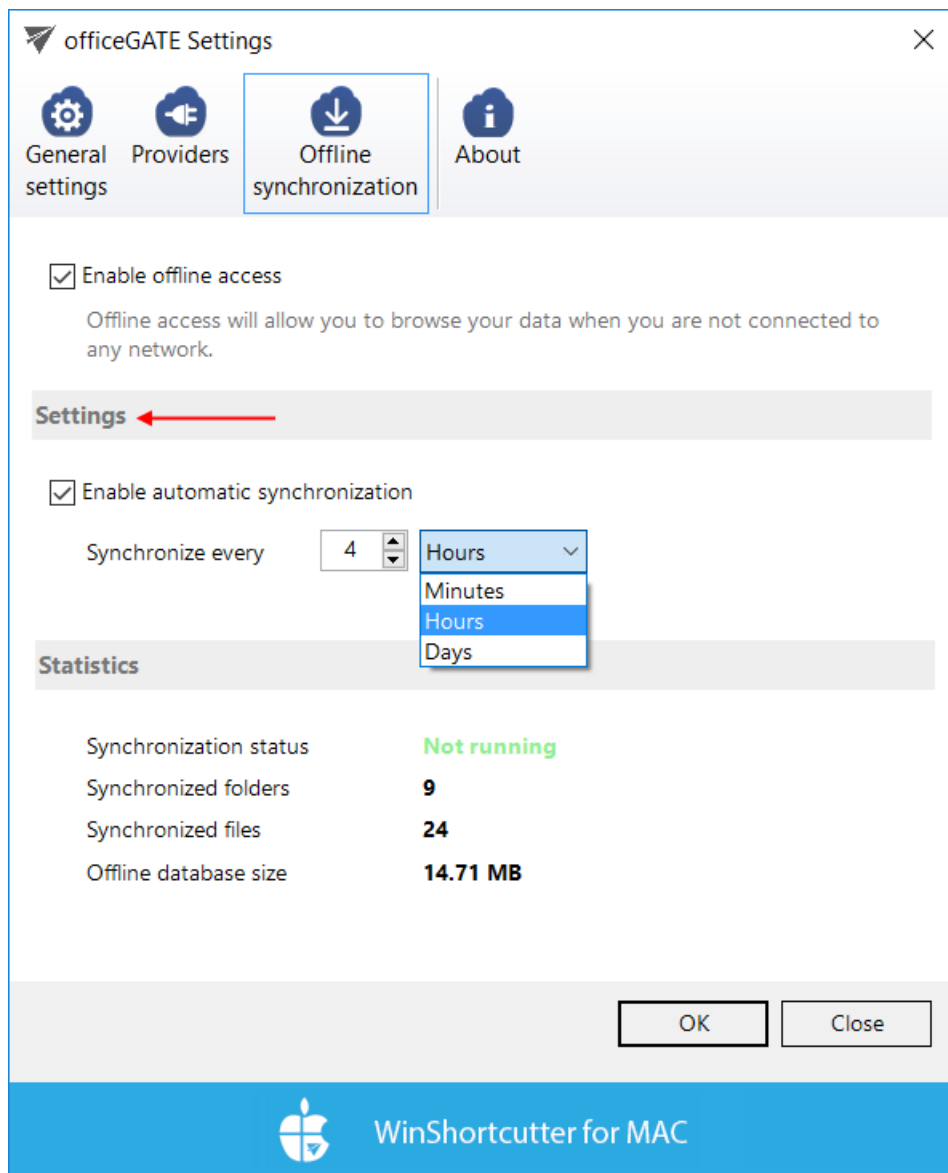 officeGATE Settings
General
settings
Providers
Offline
synchronization
About
Enable offline access
Offline access will allow you to browse your data when you are not connected to
any network.
Settings
Enable automatic synchronization
Synchronize every 4 Hours
Minutes
Hours
Days
Statistics
Synchronization status Not running
Synchronized folders 9
Synchronized files 24
Offline database size 14.71 MB
OK Close
WinShortcutter for MAC